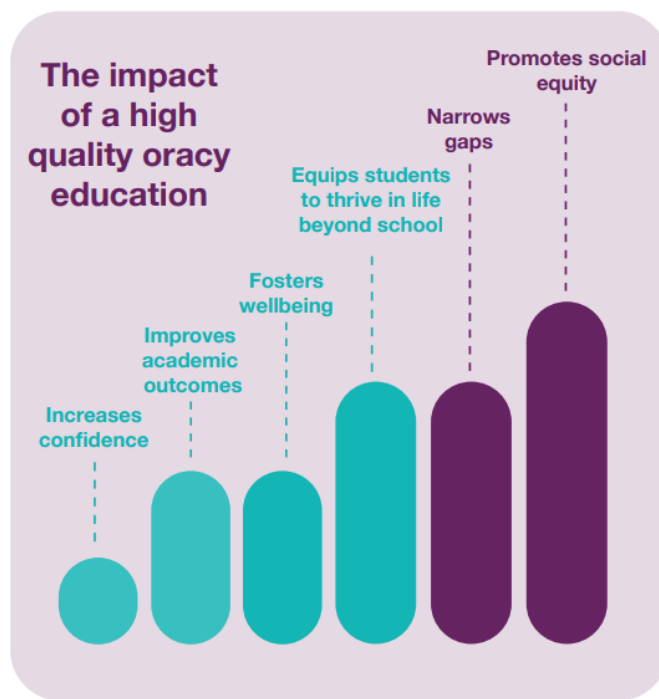 The impact
of a high
quality oracy
education
Increases
confidence
Improves
academic
outcomes
Fosters
wellbeing
Equips students
to thrive in life
beyond school
Narrows
gaps
Promotes social
equity